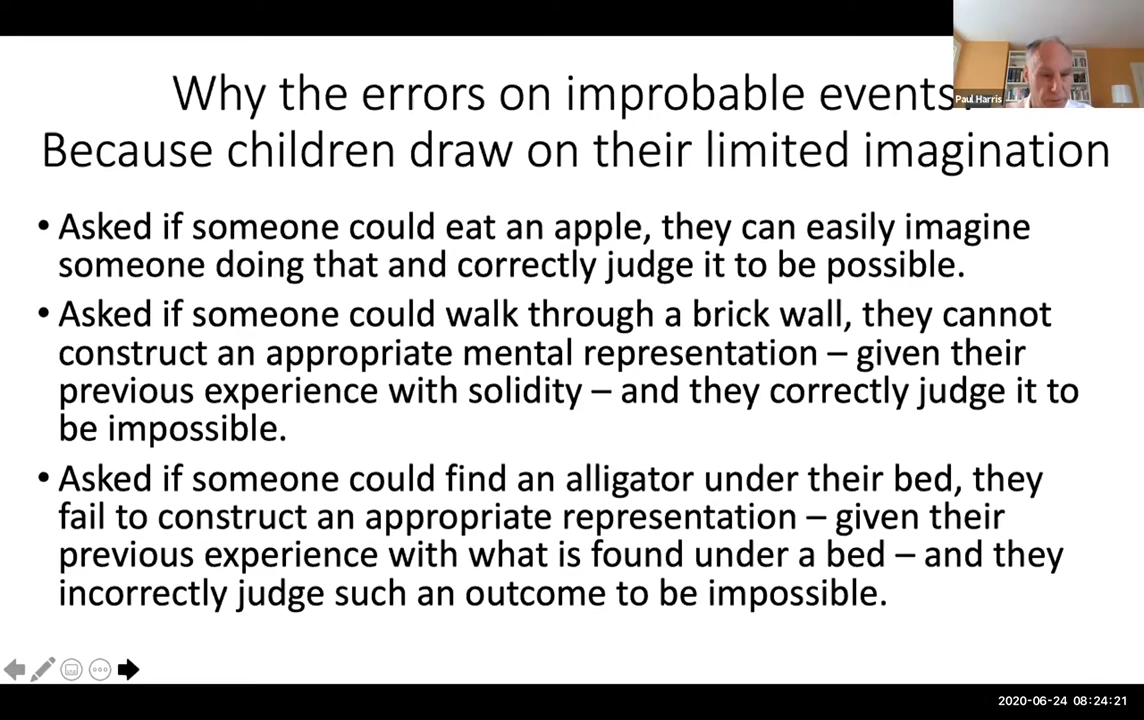 Why the errors on improbable events
Paul Harris
Because children draw on their limited imagination
• Asked if someone could eat an apple, they can easily imagine
someone doing that and correctly judge it to be possible.
• Asked if someone could walk through a brick wall, they cannot
construct an appropriate mental representation – given their
previous experience with solidity – and they correctly judge it to
be impossible.
• Asked if someone could find an alligator under their bed, they
fail to construct an appropriate representation – given their
previous experience with what is found under a bed – and they
incorrectly judge such an outcome to be impossible.
2020-06-24 08:24:21